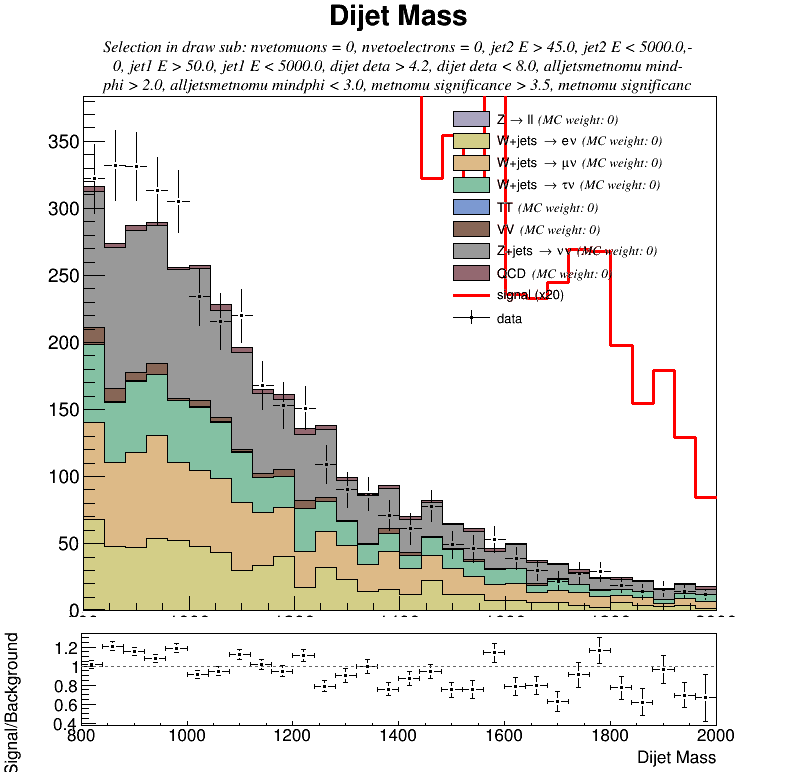 Dijet Mass
Selection in draw sub: nvetomuons = 0, nvetoelectrons = 0, jet2 E > 45.0, jet2 E < 5000.0,-
0, jet1 E > 50.0, jet1 E < 5000.0, dijet deta > 4.2, dijet deta < 8.0, alljetsmetnomu mind-
phi > 2.0, alljetsmetnomu mindphi < 3.0, metnomu significance > 3.5, metnomu significanc
Z → ll (MC weight: 0)
W+jets → eν (MC weight: 0)
W+jets → μν (MC weight: 0)
W+jets → τν (MC weight: 0)
TT (MC weight: 0)
VV (MC weight: 0)
Z+jets → νν (MC weight: 0)
QCD (MC weight: 0)
signal (x20)
data
350
300
250
200
150
100
50
0
Signal/Background
1.2
1
0.8
0.6
0.4
800 1000 1200 1400 1600 1800 2000
Dijet Mass